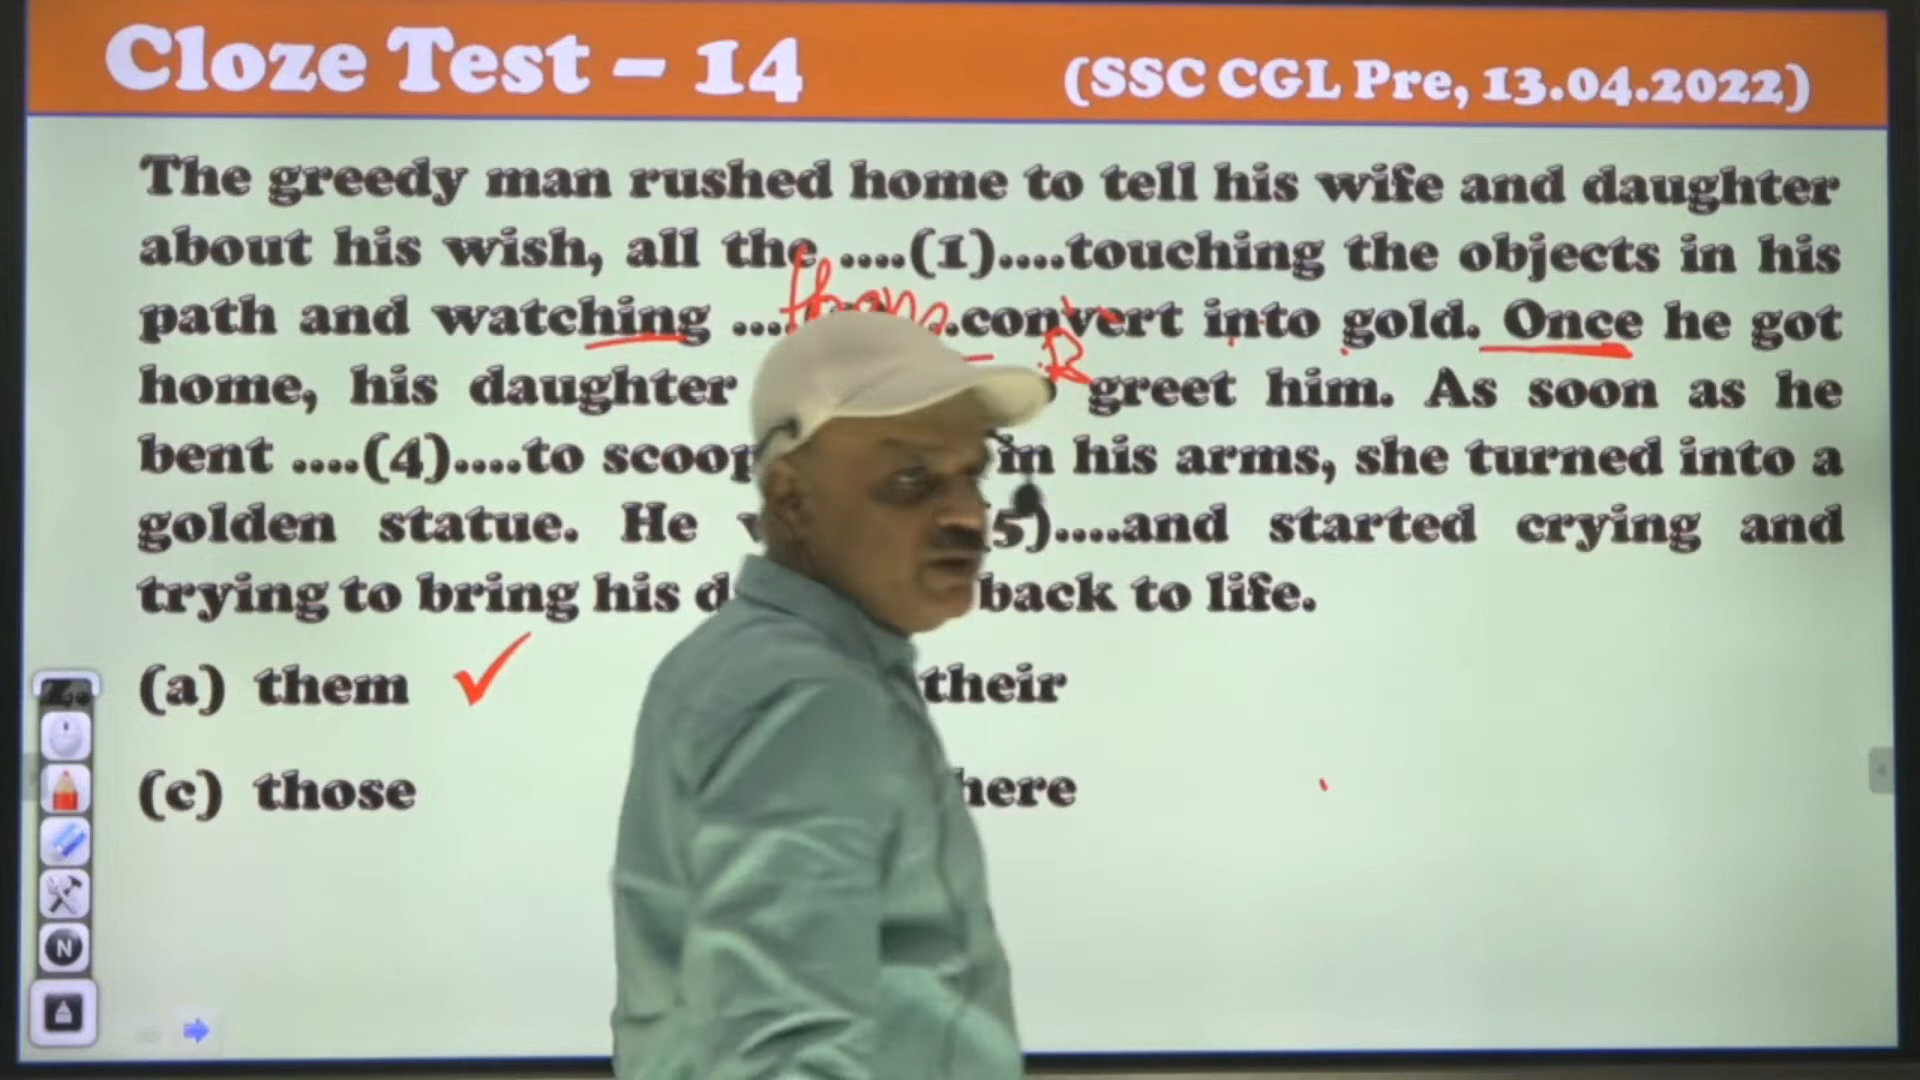 Cloze Test – 14
(SSC CGL Pre, 13.04.2022)
The greedy man rushed home to tell his wife and daughter
about his wish, all the ....(1)....touching the objects in his
path and watching .... them .convert into gold. Once he got
home, his daughter greet him. As soon as he
bent ....(4)....to scoop in his arms, she turned into a
golden statue. He 5)....and started crying and
trying to bring his back to life.
(a) them ✓ their
(c) those
N